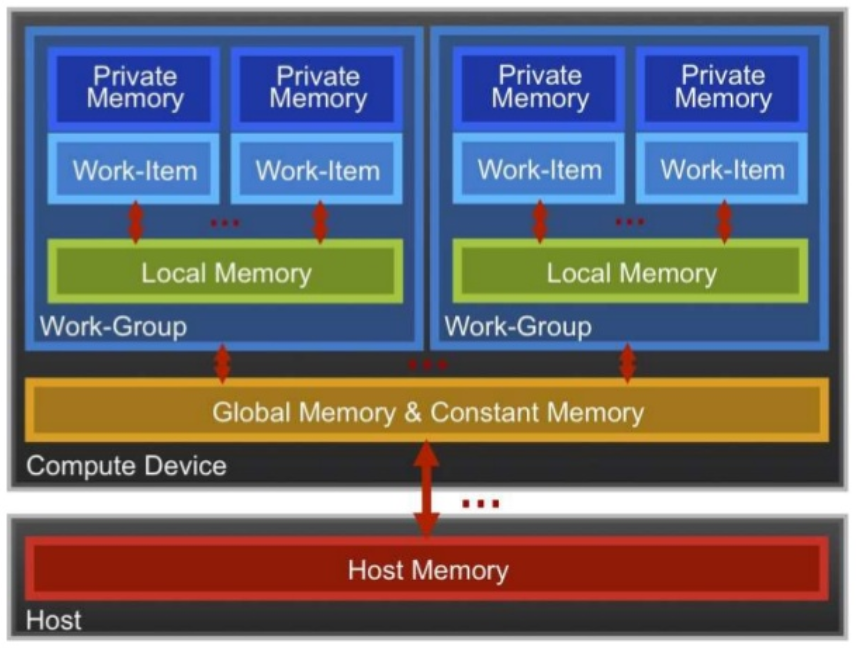 Private
Memory
Private
Memory
Work-Item
Work-Item
...
Local Memory
Work-Group
Private
Memory
Private
Memory
Work-Item
Work-Item
...
Local Memory
Work-Group
...
Global Memory & Constant Memory
Compute Device
...
Host Memory
Host